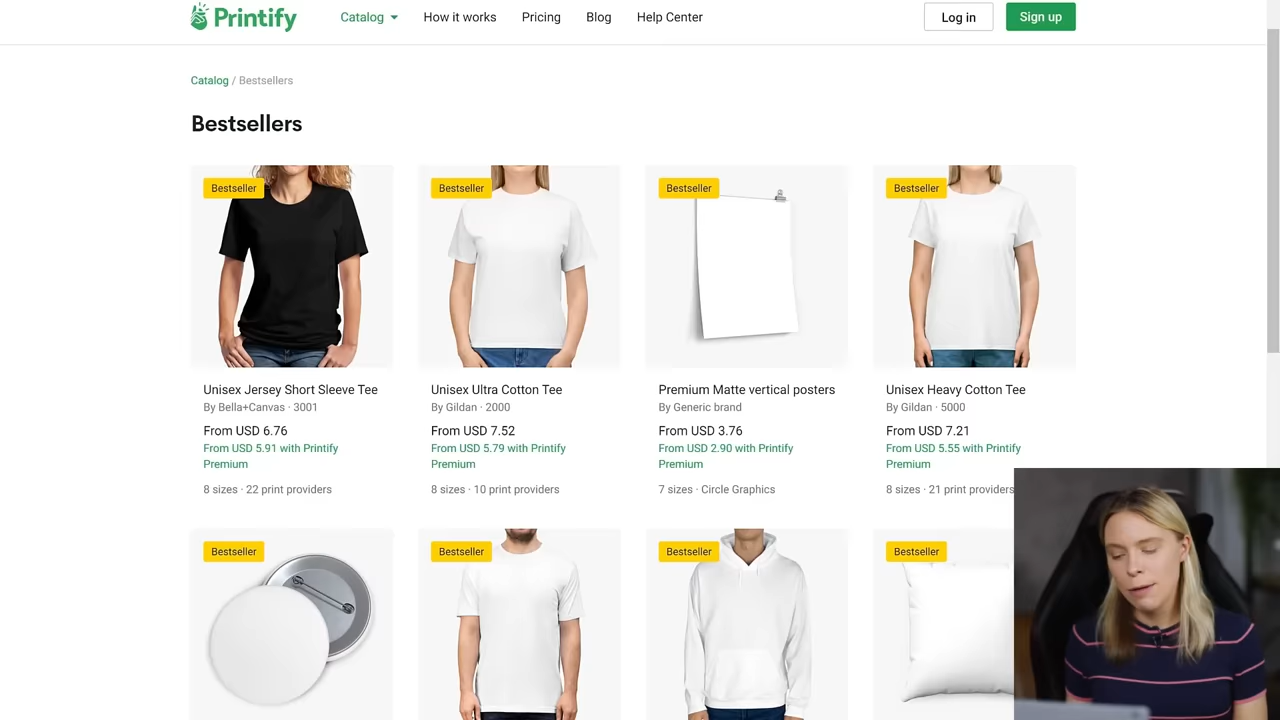 Printify
Catalog
How it works
Pricing
Blog
Help Center
Log in
Sign up
Catalog / Bestsellers
Bestsellers
Bestseller
Bestseller
Bestseller
Bestseller
Unisex Jersey Short Sleeve Tee
By Bella+Canvas · 3001
From USD 6.76
From USD 5.91 with Printify
Premium
8 sizes · 22 print providers
Unisex Ultra Cotton Tee
By Gildan · 2000
From USD 7.52
From USD 5.79 with Printify
Premium
8 sizes · 10 print providers
Premium Matte vertical posters
By Generic brand
From USD 3.76
From USD 2.90 with Printify
Premium
7 sizes · Circle Graphics
Unisex Heavy Cotton Tee
By Gildan · 5000
From USD 7.21
From USD 5.55 with Printify
Premium
8 sizes · 21 print providers
Bestseller
Bestseller
Bestseller
Bestseller